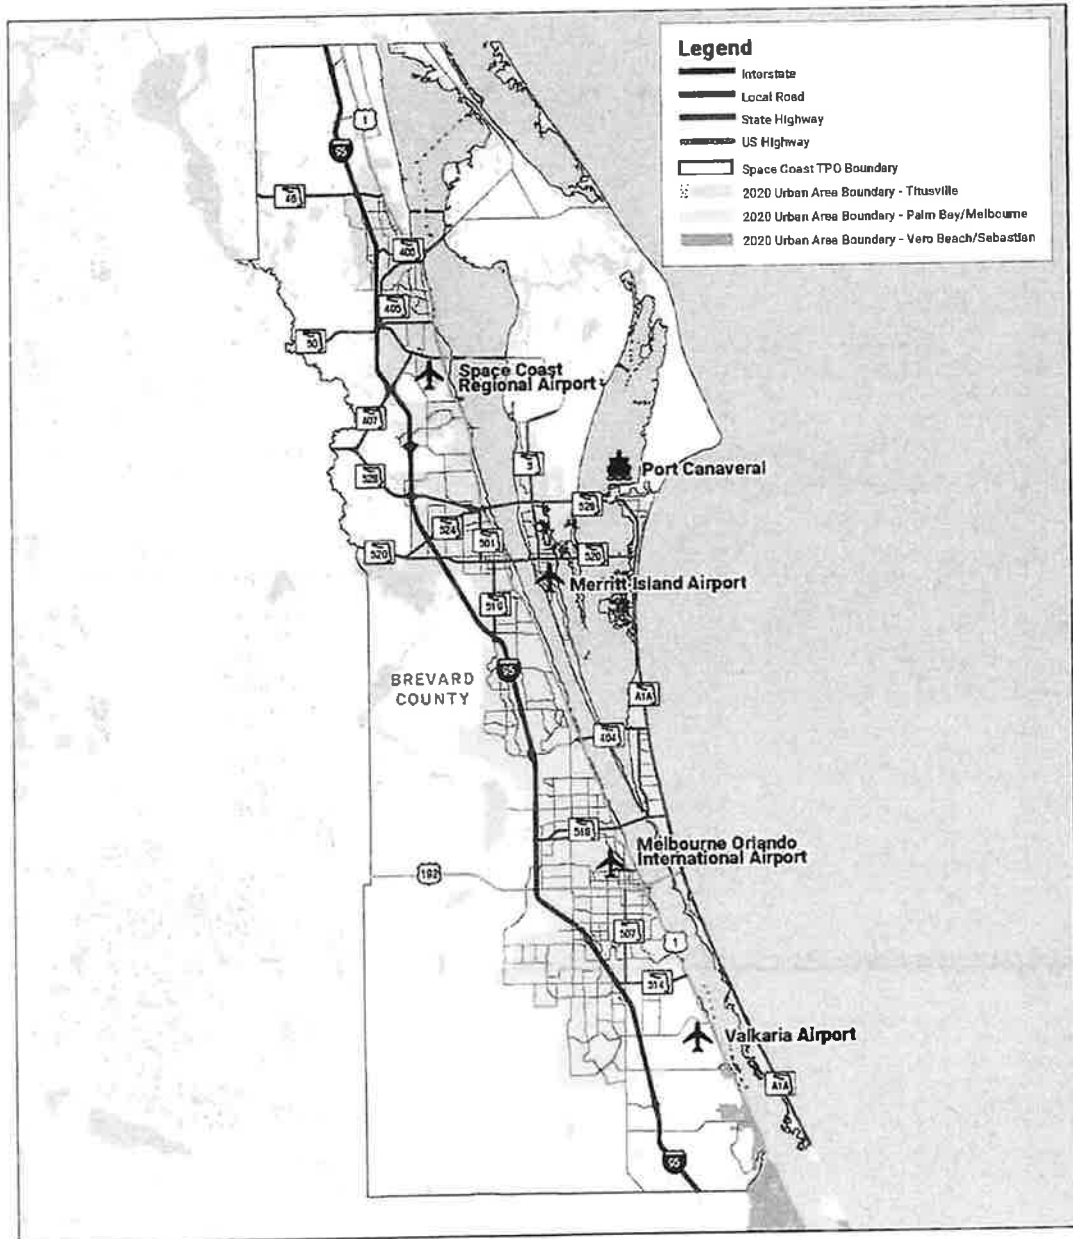 Legend
Interstate
Local Road
State Highway
US Highway
Space Coast TPO Boundary
2020 Urban Area Boundary - Titusville
2020 Urban Area Boundary - Palm Bay/Melbourne
2020 Urban Area Boundary - Vero Beach/Sebastian
1
95
46
405
50
Space Coast
Regional Airport
407
3
Port Canaveral
528
528
524
501
520
520
Merritt Island Airport
519
95
BREVARD
COUNTY
A1A
404
518
Melbourne Orlando
International Airport
192
507
1
514
Valkaria Airport
A1A
95